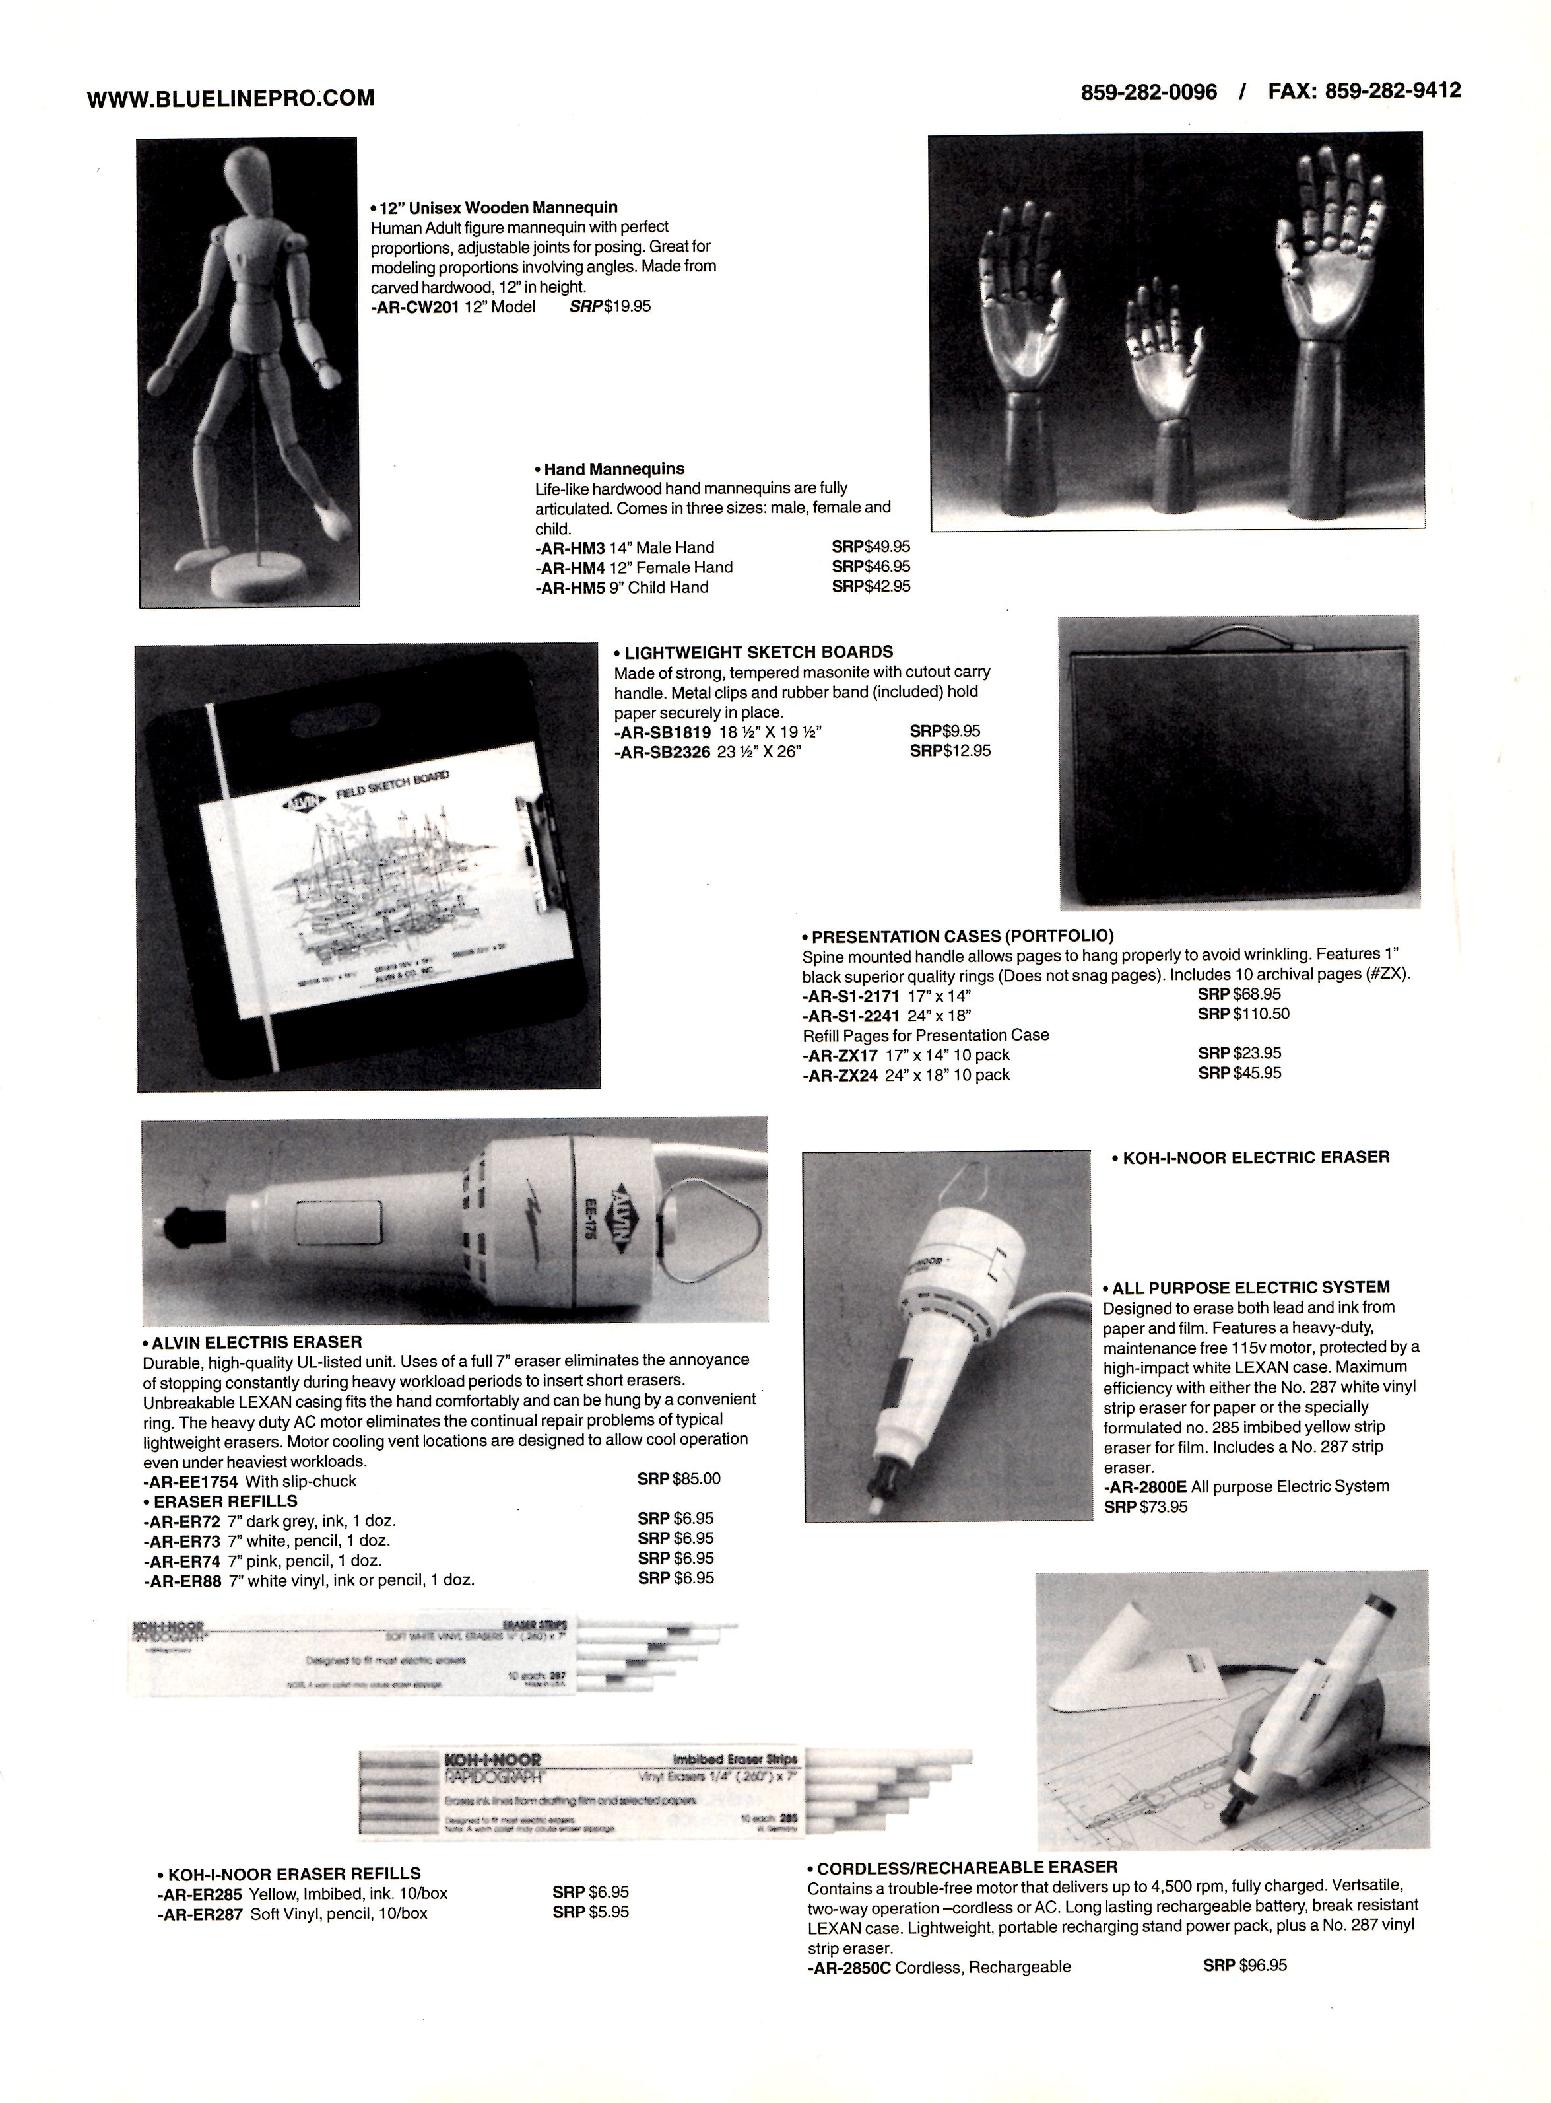 WWW.BLUELINEPRO.COM
859-282-0096 / FAX: 859-282-9412
• 12" Unisex Wooden Mannequin
Human Adult figure mannequin with perfect
proportions, adjustable joints for posing. Great for
modeling proportions involving angles. Made from
carved hardwood, 12" in height.
-AR-CW201 12" Model SRP$19.95
• Hand Mannequins
Life-like hardwood hand mannequins are fully
articulated. Comes in three sizes: male, female and
child.
-AR-HM3 14" Male Hand SRP$49.95
-AR-HM4 12" Female Hand SRP$46.95
-AR-HM5 9" Child Hand SRP$42.95
• LIGHTWEIGHT SKETCH BOARDS
Made of strong, tempered masonite with cutout carry
handle. Metal clips and rubber band (included) hold
paper securely in place.
-AR-SB1819 18 ½" X 19 ½" SRP$9.95
-AR-SB2326 23 ½" X 26" SRP$12.95
ALVIN FIELD SKETCH BOARD
ALVIN & CO. INC.
• PRESENTATION CASES (PORTFOLIO)
Spine mounted handle allows pages to hang properly to avoid wrinkling. Features 1"
black superior quality rings (Does not snag pages). Includes 10 archival pages (#ZX).
-AR-S1-2171 17" x 14" SRP $68.95
-AR-S1-2241 24" x 18" SRP $110.50
Refill Pages for Presentation Case
-AR-ZX17 17" x 14" 10 pack SRP $23.95
-AR-ZX24 24" x 18" 10 pack SRP $45.95
EE-175
ALVIN
• ALVIN ELECTRIS ERASER
Durable, high-quality UL-listed unit. Uses of a full 7" eraser eliminates the annoyance
of stopping constantly during heavy workload periods to insert short erasers.
Unbreakable LEXAN casing fits the hand comfortably and can be hung by a convenient
ring. The heavy duty AC motor eliminates the continual repair problems of typical
lightweight erasers. Motor cooling vent locations are designed to allow cool operation
even under heaviest workloads.
-AR-EE1754 With slip-chuck SRP $85.00
• ERASER REFILLS
-AR-ER72 7" dark grey, ink, 1 doz. SRP $6.95
-AR-ER73 7" white, pencil, 1 doz. SRP $6.95
-AR-ER74 7" pink, pencil, 1 doz. SRP $6.95
-AR-ER88 7" white vinyl, ink or pencil, 1 doz. SRP $6.95
• KOH-I-NOOR ELECTRIC ERASER
• ALL PURPOSE ELECTRIC SYSTEM
Designed to erase both lead and ink from
paper and film. Features a heavy-duty,
maintenance free 115v motor, protected by a
high-impact white LEXAN case. Maximum
efficiency with either the No. 287 white vinyl
strip eraser for paper or the specially
formulated no. 285 imbibed yellow strip
eraser for film. Includes a No. 287 strip
eraser.
-AR-2800E All purpose Electric System
SRP $73.95
KOH-I-NOOR ERASER STRIPS
RAPIDOGRAPH SOFT WHITE VINYL ERASERS ¼" (.260) x 7"
Designed to fit most electric erasers
10 each 287
KOH-I-NOOR Imbibed Eraser Strips
RAPIDOGRAPH Vinyl Erasers 1/4" (.260") x 7"
Erases ink lines from drafting film and selected papers
Designed to fit most electric erasers 10 each 285
Note: A worn collet may cause eraser slippage. W. Germany
• KOH-I-NOOR ERASER REFILLS
-AR-ER285 Yellow, Imbibed, ink. 10/box SRP $6.95
-AR-ER287 Soft Vinyl, pencil, 10/box SRP $5.95
• CORDLESS/RECHAREABLE ERASER
Contains a trouble-free motor that delivers up to 4,500 rpm, fully charged. Vertsatile,
two-way operation –cordless or AC. Long lasting rechargeable battery, break resistant
LEXAN case. Lightweight, portable recharging stand power pack, plus a No. 287 vinyl
strip eraser.
-AR-2850C Cordless, Rechargeable SRP $96.95